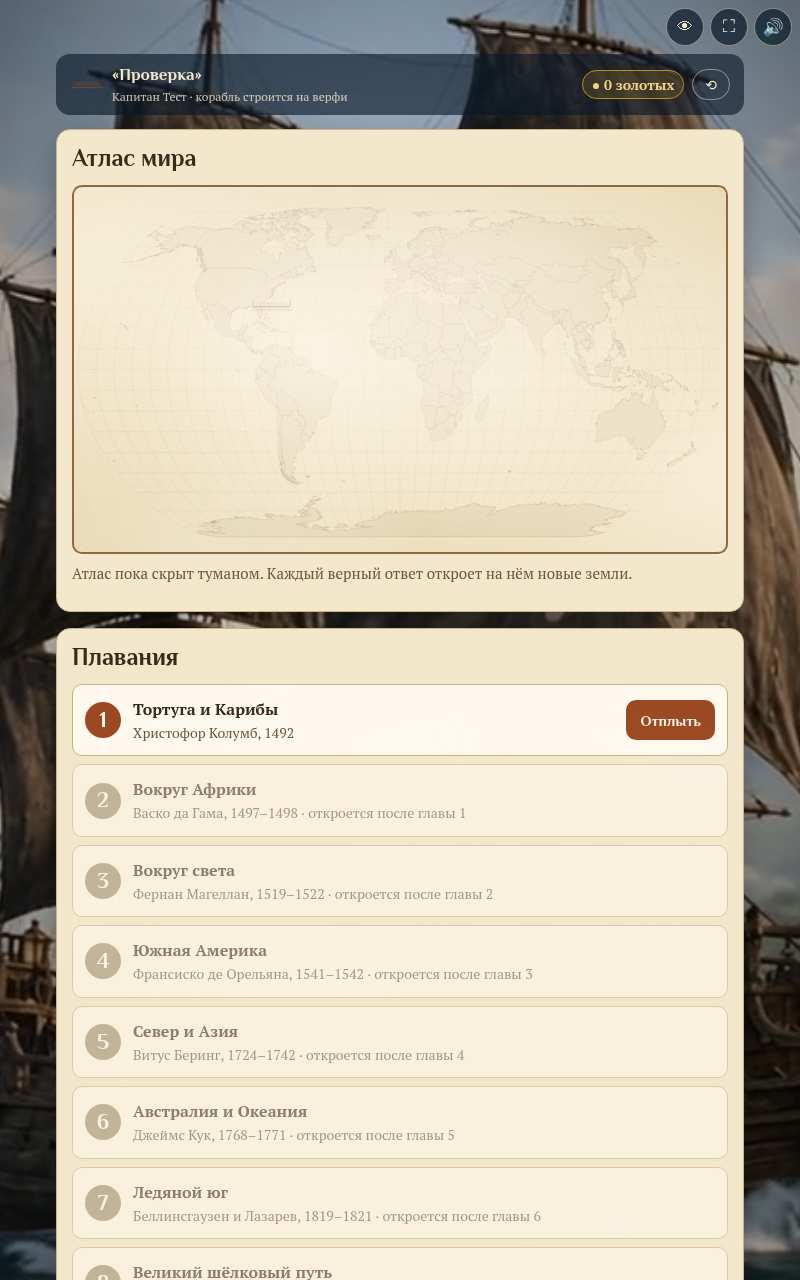 «Проверка»
Капитан Тест · корабль строится на верфи
● 0 золотых
Атлас мира
Атлас пока скрыт туманом. Каждый верный ответ откроет на нём новые земли.
Плавания
1
Тортуга и Карибы
Христофор Колумб, 1492
Отплыть
2
Вокруг Африки
Васко да Гама, 1497–1498 · откроется после главы 1
3
Вокруг света
Фернан Магеллан, 1519–1522 · откроется после главы 2
4
Южная Америка
Франсиско де Орельяна, 1541–1542 · откроется после главы 3
5
Север и Азия
Витус Беринг, 1724–1742 · откроется после главы 4
6
Австралия и Океания
Джеймс Кук, 1768–1771 · откроется после главы 5
7
Ледяной юг
Беллинсгаузен и Лазарев, 1819–1821 · откроется после главы 6
8
Великий шёлковый путь